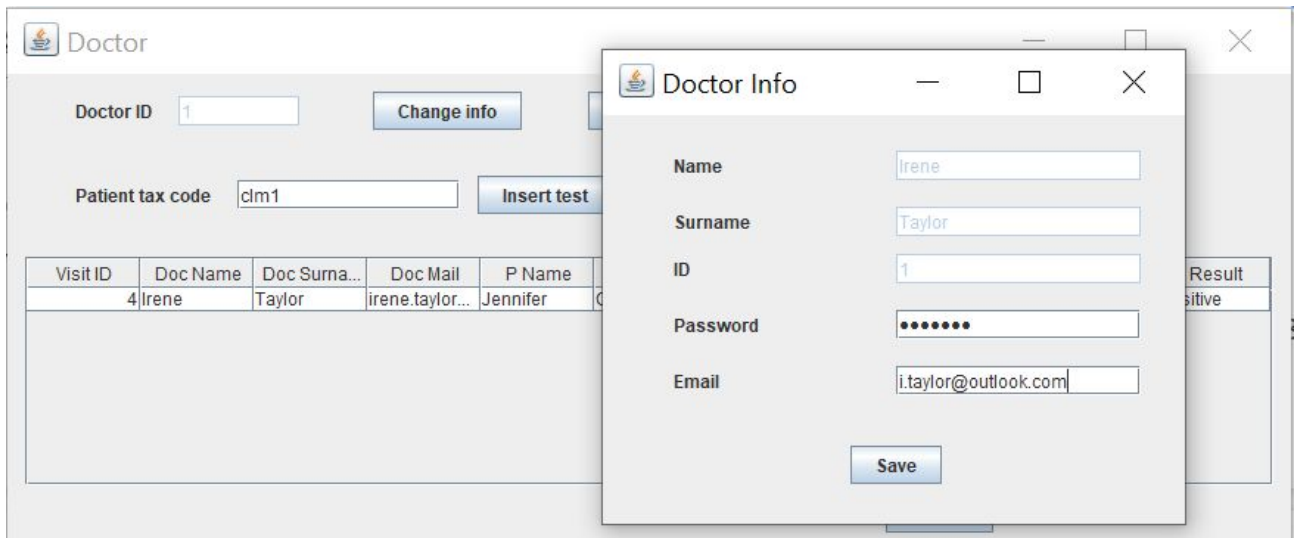 Doctor
Doctor ID 1 Change info
Patient tax code clm1 Insert test
Visit ID Doc Name Doc Surna... Doc Mail P Name Result
4 Irene Taylor irene.taylor... Jennifer sitive
Doctor Info
Name Irene
Surname Taylor
ID 1
Password •••••••
Email i.taylor@outlook.com
Save